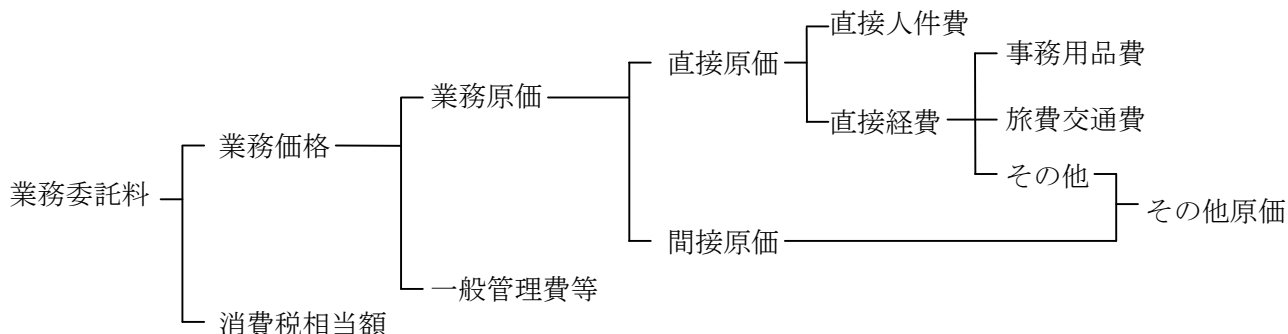 直接人件費
事務用品費
直接原価
業務原価
直接経費
旅費交通費
業務価格
その他
業務委託料
その他原価
間接原価
一般管理費等
消費税相当額